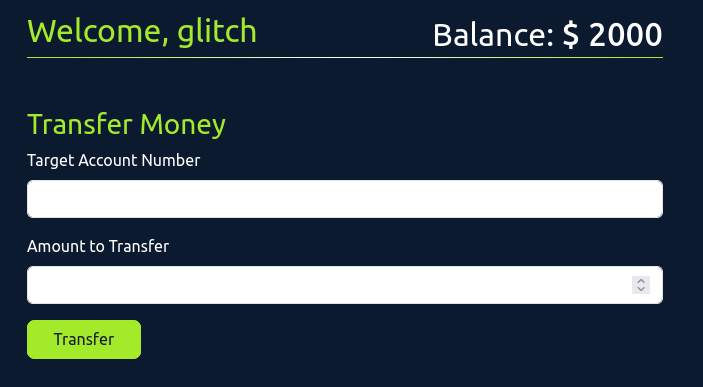 Welcome, glitch
Balance: $ 2000
Transfer Money
Target Account Number
Amount to Transfer
Transfer